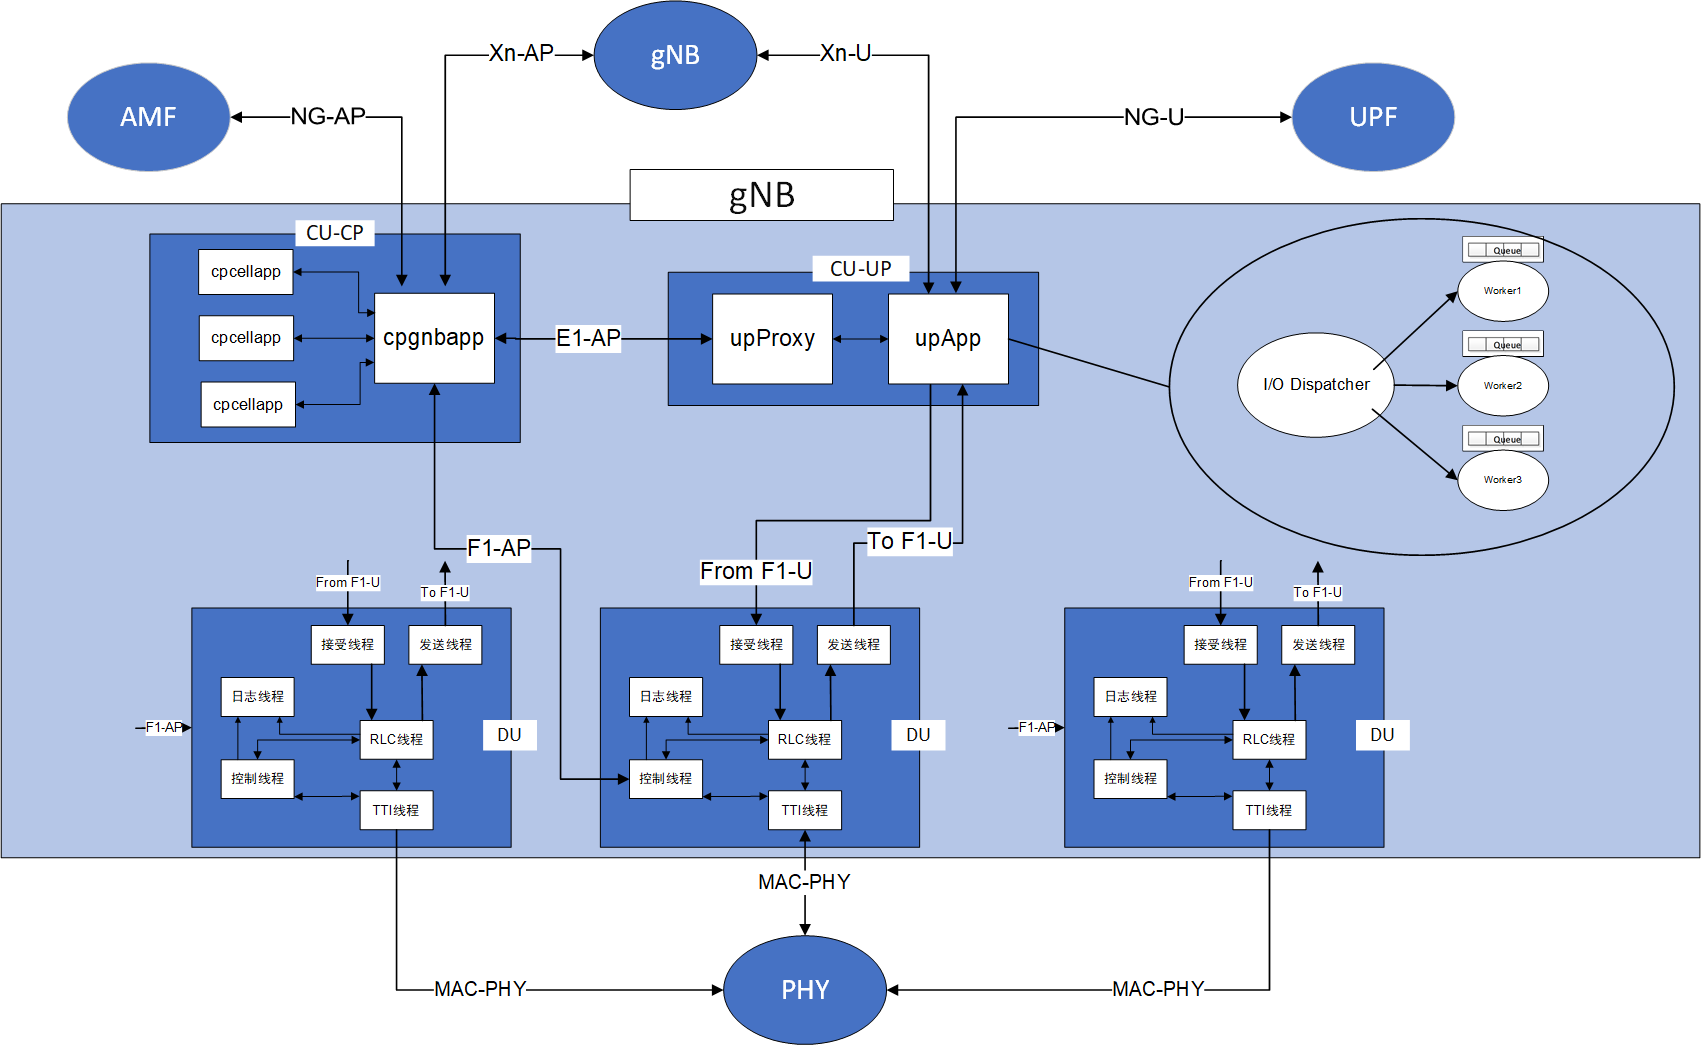 gNB
Xn-AP
Xn-U
AMF
NG-AP
NG-U
UPF
gNB
CU-CP
cpcellapp
cpcellapp
cpcellapp
cpgnbapp
E1-AP
CU-UP
upProxy
upApp
I/O Dispatcher
Queue
Worker1
Queue
Worker2
Queue
Worker3
F1-AP
From F1-U
To F1-U
From F1-U
To F1-U
From F1-U
To F1-U
接受线程
发送线程
日志线程
F1-AP
RLC线程
DU
控制线程
TTI线程
接受线程
发送线程
日志线程
RLC线程
DU
控制线程
TTI线程
接受线程
发送线程
日志线程
F1-AP
RLC线程
DU
控制线程
TTI线程
MAC-PHY
MAC-PHY
PHY
MAC-PHY